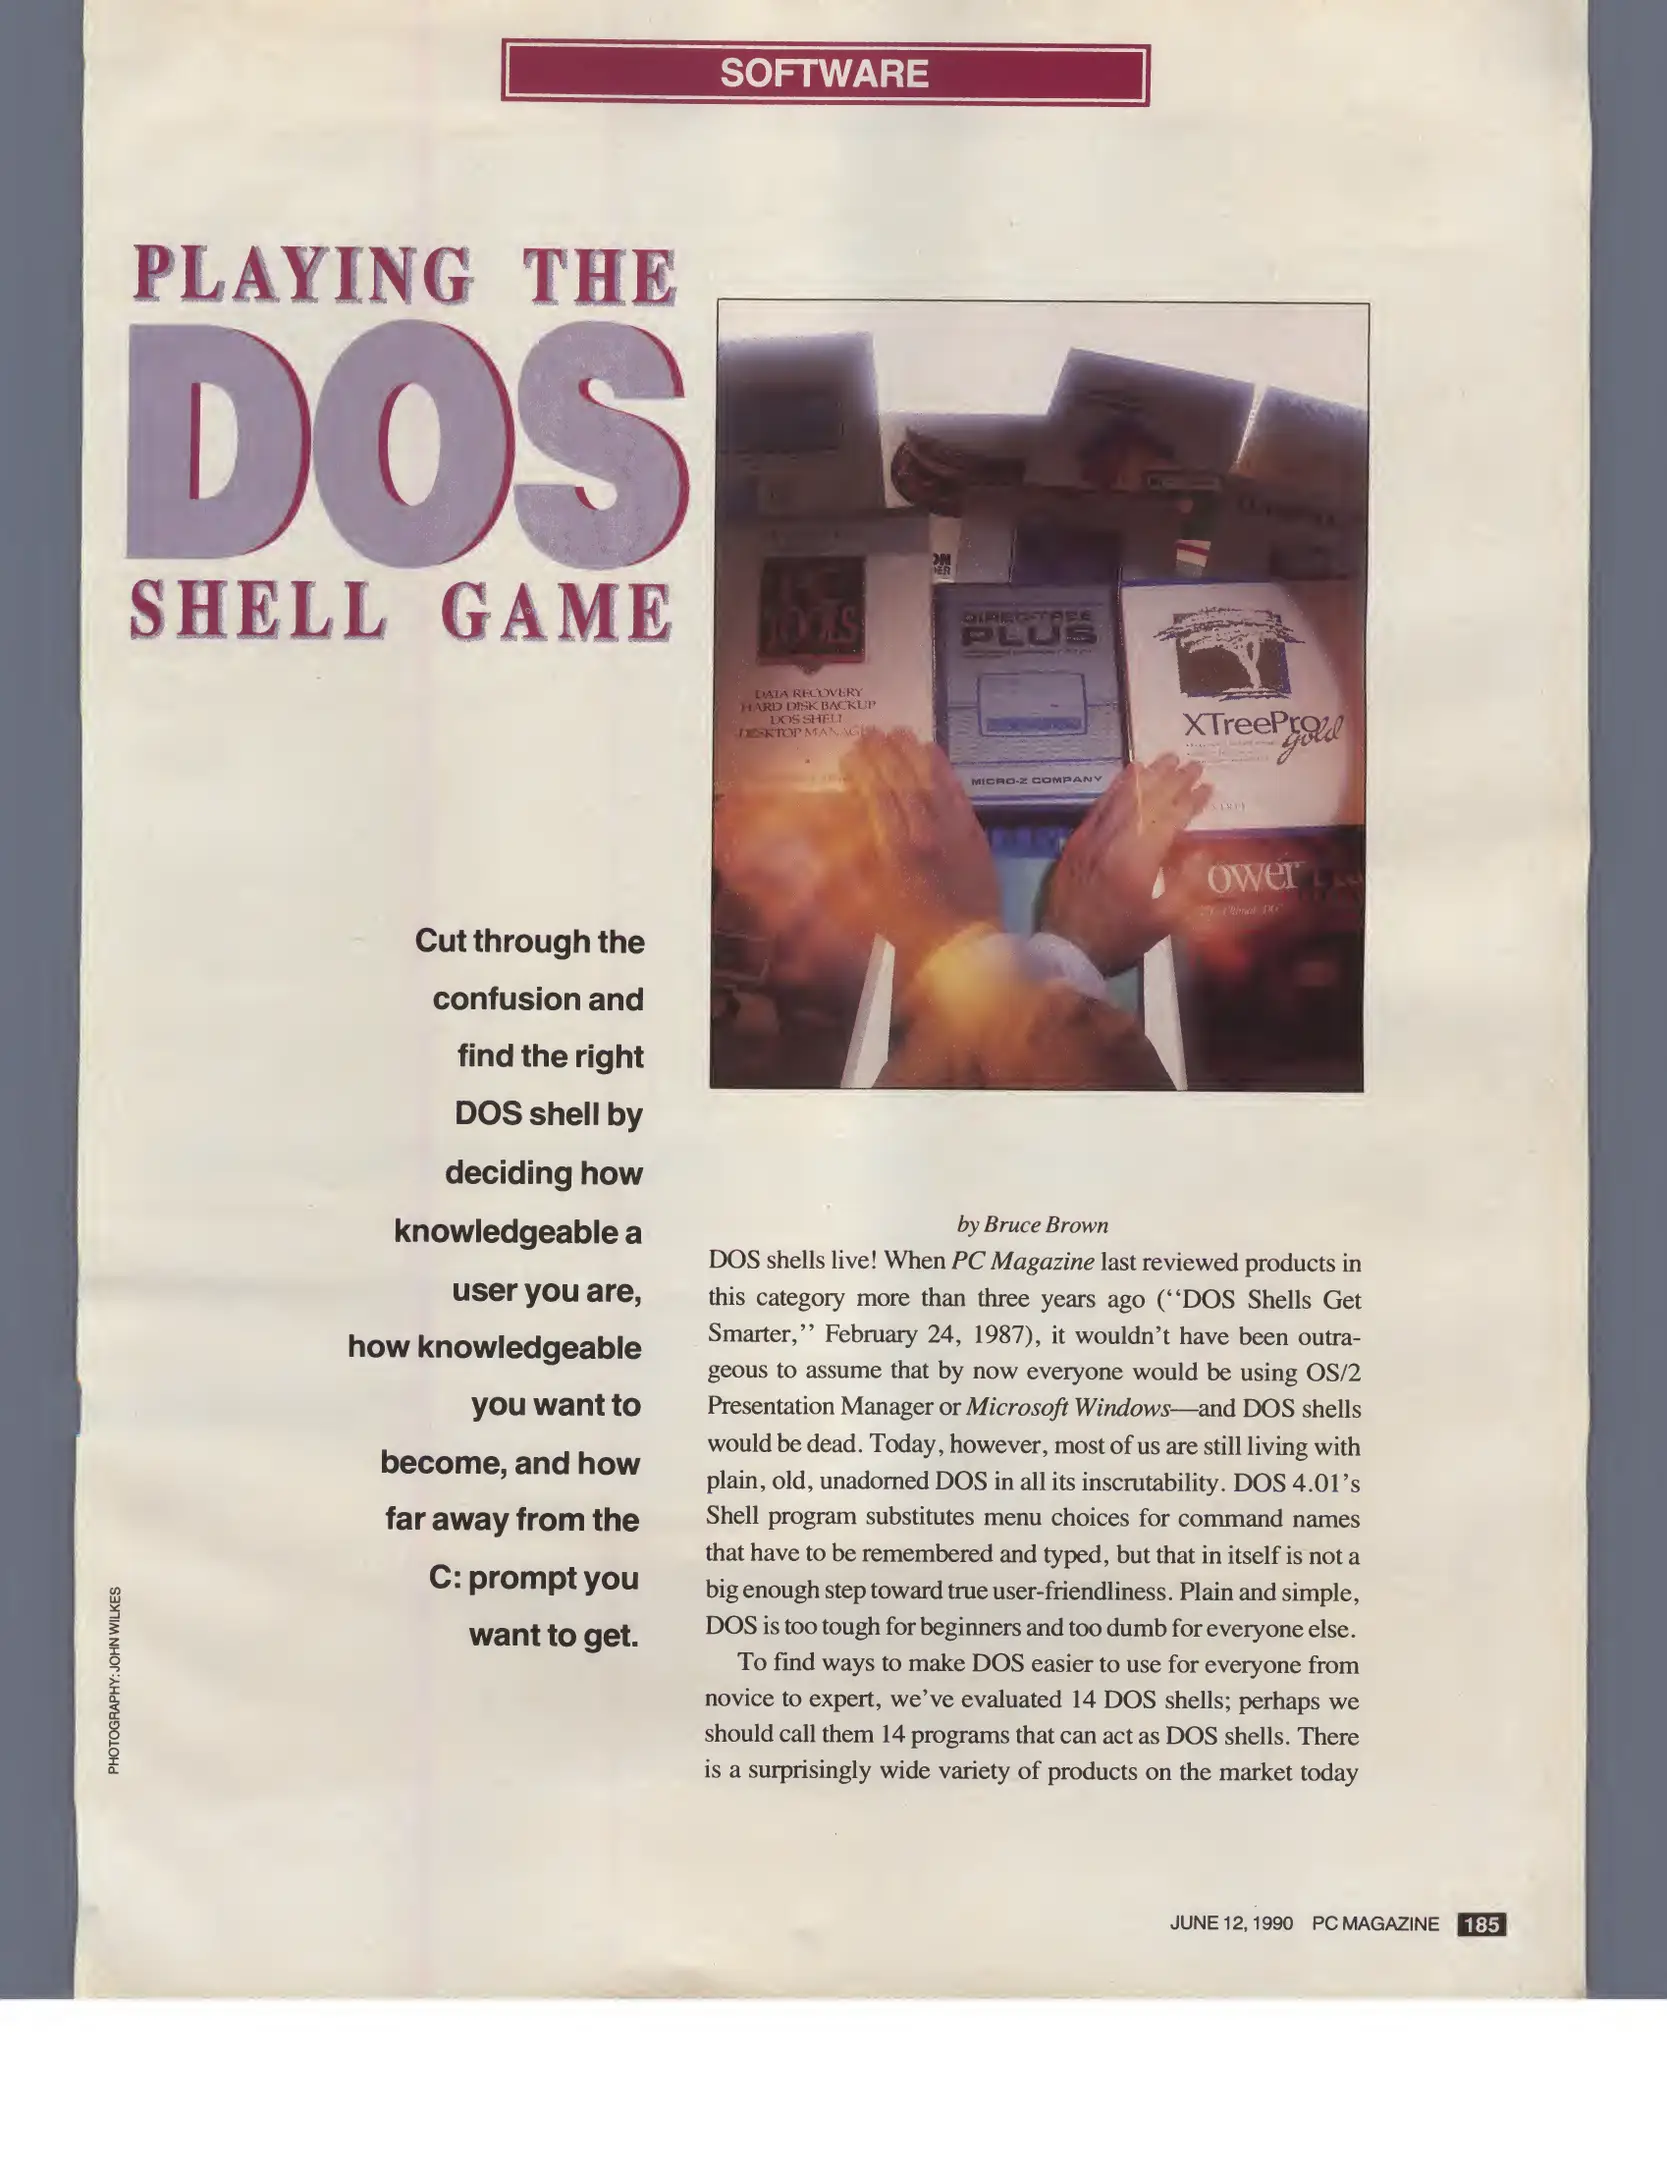 SOFTWARE
PLAYING THE
DOS
SHELL GAME
PC
TOOLS
DATA RECOVERY
HARD DISK BACKUP
DOS SHELL
DESKTOP
DIREC-TREE
PLUS
MICRO-Z COMPANY
XTreePro
gold
ower
Cut through the
confusion and
find the right
DOS shell by
deciding how
knowledgeable a
user you are,
how knowledgeable
you want to
become, and how
far away from the
C: prompt you
want to get.
PHOTOGRAPHY: JOHN WILKES
by Bruce Brown
DOS shells live! When PC Magazine last reviewed products in
this category more than three years ago (‘‘DOS Shells Get
Smarter,’’ February 24, 1987), it wouldn’t have been outra-
geous to assume that by now everyone would be using OS/2
Presentation Manager or Microsoft Windows—and DOS shells
would be dead. Today, however, most of us are still living with
plain, old, unadorned DOS in all its inscrutability. DOS 4.01’s
Shell program substitutes menu choices for command names
that have to be remembered and typed, but that in itself is not a
big enough step toward true user-friendliness. Plain and simple,
DOS is too tough for beginners and too dumb for everyone else.
To find ways to make DOS easier to use for everyone from
novice to expert, we’ve evaluated 14 DOS shells; perhaps we
should call them 14 programs that can act as DOS shells. There
is a surprisingly wide variety of products on the market today
JUNE 12, 1990 PC MAGAZINE 185